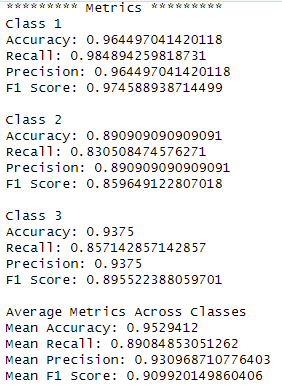 ********* Metrics *********
Class 1
Accuracy: 0.964497041420118
Recall: 0.984894259818731
Precision: 0.964497041420118
F1 Score: 0.974588938714499
Class 2
Accuracy: 0.890909090909091
Recall: 0.830508474576271
Precision: 0.890909090909091
F1 Score: 0.859649122807018
Class 3
Accuracy: 0.9375
Recall: 0.857142857142857
Precision: 0.9375
F1 Score: 0.895522388059701
Average Metrics Across Classes
Mean Accuracy: 0.9529412
Mean Recall: 0.89084853051262
Mean Precision: 0.930968710776403
Mean F1 Score: 0.909920149860406